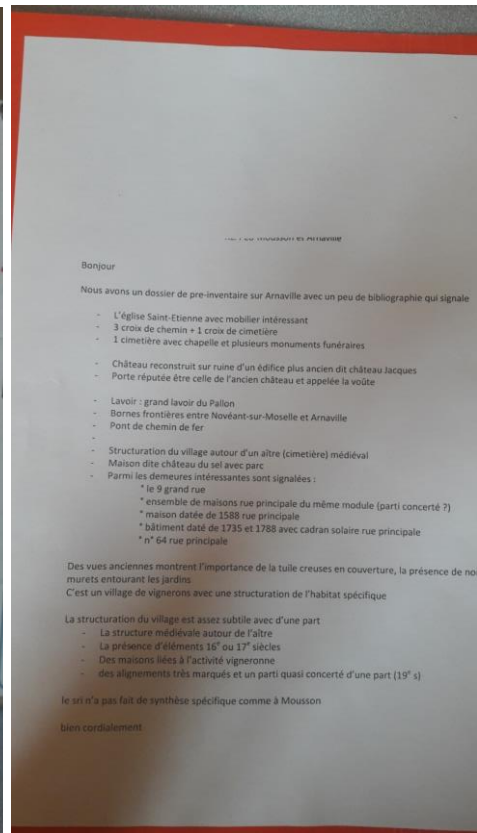 Mousson et Arnaville
Bonjour
Nous avons un dossier de pre-inventaire sur Arnaville avec un peu de bibliographie qui signale
- L'église Saint-Etienne avec mobilier intéressant
- 3 croix de chemin + 1 croix de cimetière
- 1 cimetière avec chapelle et plusieurs monuments funéraires
- Château reconstruit sur ruine d'un édifice plus ancien dit château Jacques
- Porte réputée être celle de l'ancien château et appelée la voûte
- Lavoir : grand lavoir du Pallon
- Bornes frontières entre Novéant-sur-Moselle et Arnaville
- Pont de chemin de fer
-
- Structuration du village autour d'un aître (cimetière) médiéval
- Maison dite château du sel avec parc
- Parmi les demeures intéressantes sont signalées :
* le 9 grand rue
* ensemble de maisons rue principale du même module (parti concerté ?)
* maison datée de 1588 rue principale
* bâtiment daté de 1735 et 1788 avec cadran solaire rue principale
* n° 64 rue principale
Des vues anciennes montrent l'importance de la tuile creuses en couverture, la présence de
murets entourant les jardins
C'est un village de vignerons avec une structuration de l'habitat spécifique
La structuration du village est assez subtile avec d'une part
- La structure médiévale autour de l'aître
- La présence d'éléments 16e ou 17e siècles
- Des maisons liées à l'activité vigneronne
- des alignements très marqués et un parti quasi concerté d'une part (19e s)
le sri n'a pas fait de synthèse spécifique comme à Mousson
bien cordialement